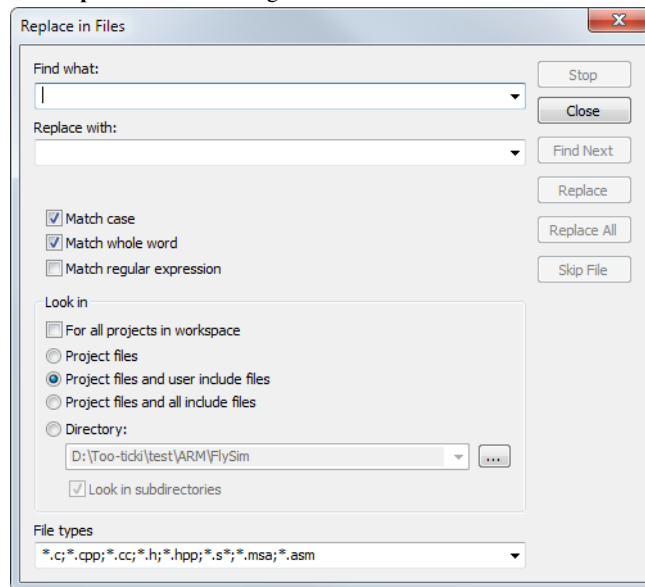 Replace in Files
Find what:
Stop
Close
Replace with:
Find Next
Replace
Match case
Replace All
Match whole word
Match regular expression
Skip File
Look in
For all projects in workspace
Project files
Project files and user include files
Project files and all include files
Directory:
D:\Too-ticki\test\ARM\FlySim
...
Look in subdirectories
File types
*.c;*.cpp;*.cc;*.h;*.hpp;*.s*;*.msa;*.asm